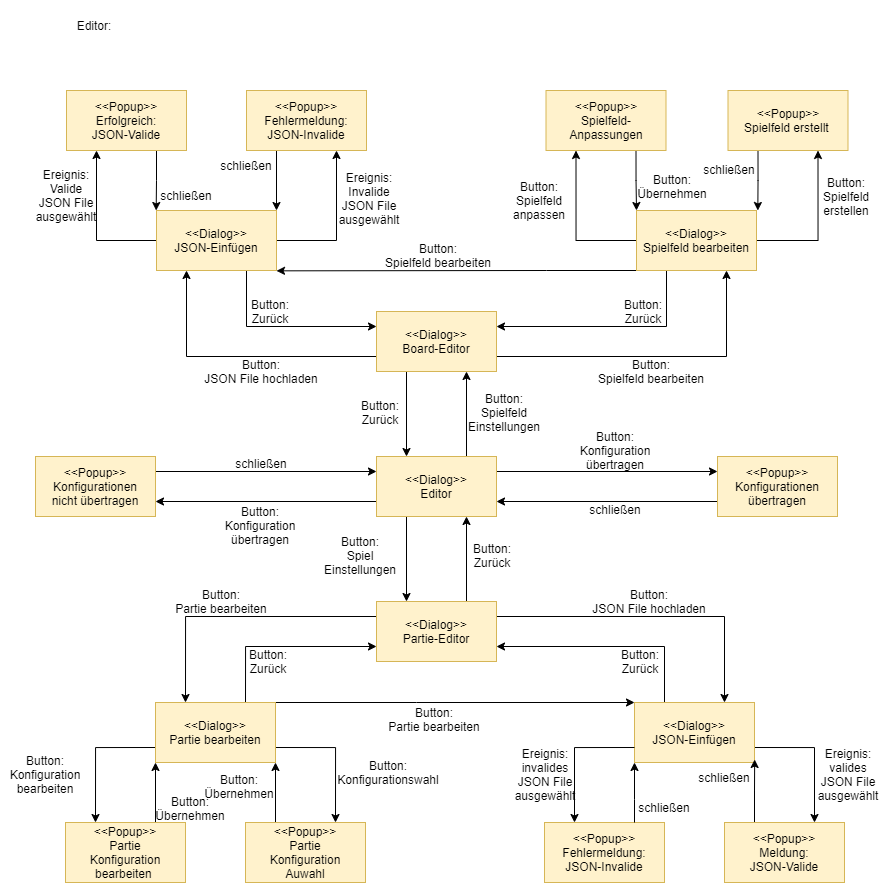 Editor:
<<Popup>>
Erfolgreich:
JSON-Valide
<<Popup>>
Fehlermeldung:
JSON-Invalide
<<Popup>>
Spielfeld-
Anpassungen
<<Popup>>
Spielfeld erstellt
Ereignis:
Valide
JSON File
ausgewählt
schließen
schließen
Ereignis:
Invalide
JSON File
ausgewählt
Button:
Spielfeld
anpassen
Button:
Übernehmen
schließen
Button:
Spielfeld
erstellen
<<Dialog>>
JSON-Einfügen
<<Dialog>>
Spielfeld bearbeiten
Button:
Spielfeld bearbeiten
Button:
Zurück
Button:
Zurück
<<Dialog>>
Board-Editor
Button:
JSON File hochladen
Button:
Spielfeld bearbeiten
Button:
Zurück
Button:
Spielfeld
Einstellungen
<<Popup>>
Konfigurationen
nicht übertragen
schließen
Button:
Konfiguration
übertragen
<<Dialog>>
Editor
Button:
Konfiguration
übertragen
schließen
<<Popup>>
Konfigurationen
übertragen
Button:
Spiel
Einstellungen
Button:
Zurück
Button:
Partie bearbeiten
<<Dialog>>
Partie-Editor
Button:
JSON File hochladen
Button:
Zurück
Button:
Zurück
<<Dialog>>
Partie bearbeiten
Button:
Partie bearbeiten
<<Dialog>>
JSON-Einfügen
Button:
Konfiguration
bearbeiten
Button:
Übernehmen
Button:
Übernehmen
Button:
Konfigurationswahl
Ereignis:
invalides
JSON File
ausgewählt
schließen
schließen
Ereignis:
valides
JSON File
ausgewählt
<<Popup>>
Partie
Konfiguration
bearbeiten
<<Popup>>
Partie
Konfiguration
Auwahl
<<Popup>>
Fehlermeldung:
JSON-Invalide
<<Popup>>
Meldung:
JSON-Valide